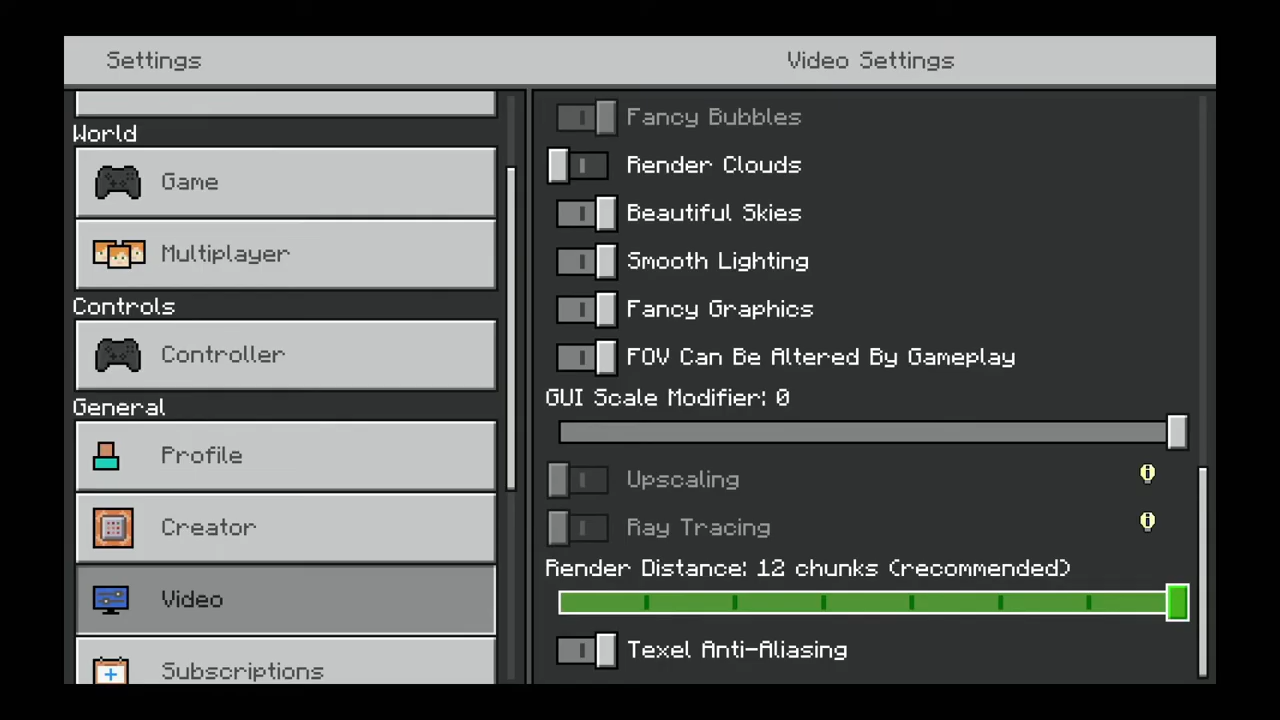 Settings
Video Settings
World
Game
Multiplayer
Controls
Controller
General
Profile
Creator
Video
Subscriptions
Fancy Bubbles
Render Clouds
Beautiful Skies
Smooth Lighting
Fancy Graphics
FOV Can Be Altered By Gameplay
GUI Scale Modifier: 0
Upscaling
Ray Tracing
Render Distance: 12 chunks (recommended)
Texel Anti-Aliasing